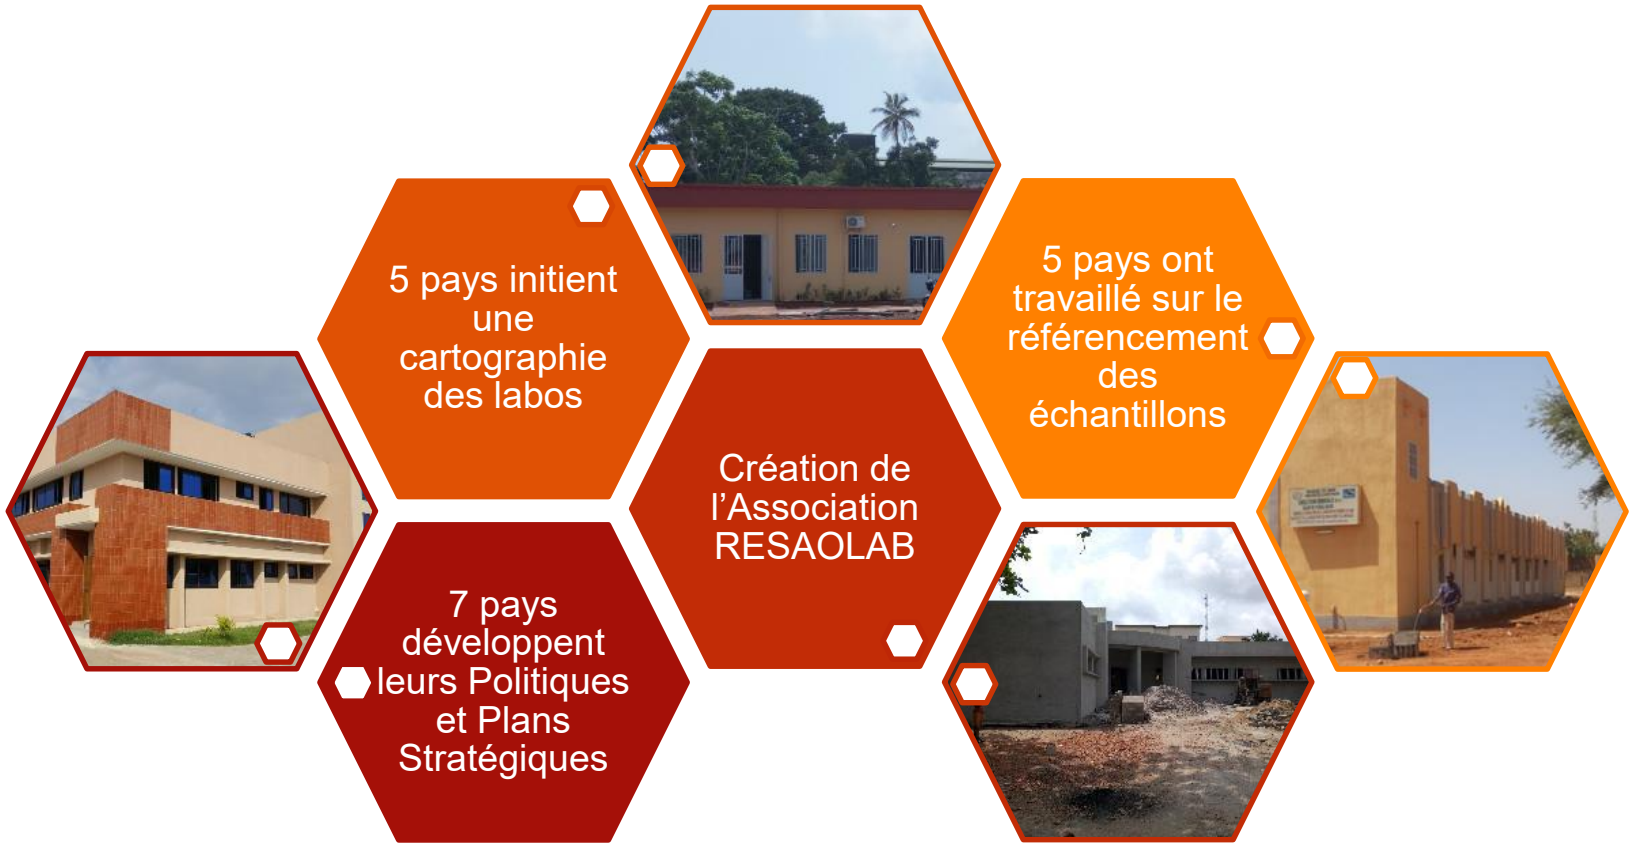 5 pays initient
une
cartographie
des labos
5 pays ont
travaillé sur le
référencement
des
échantillons
Création de
l’Association
RESAOLAB
7 pays
développent
leurs Politiques
et Plans
Stratégiques